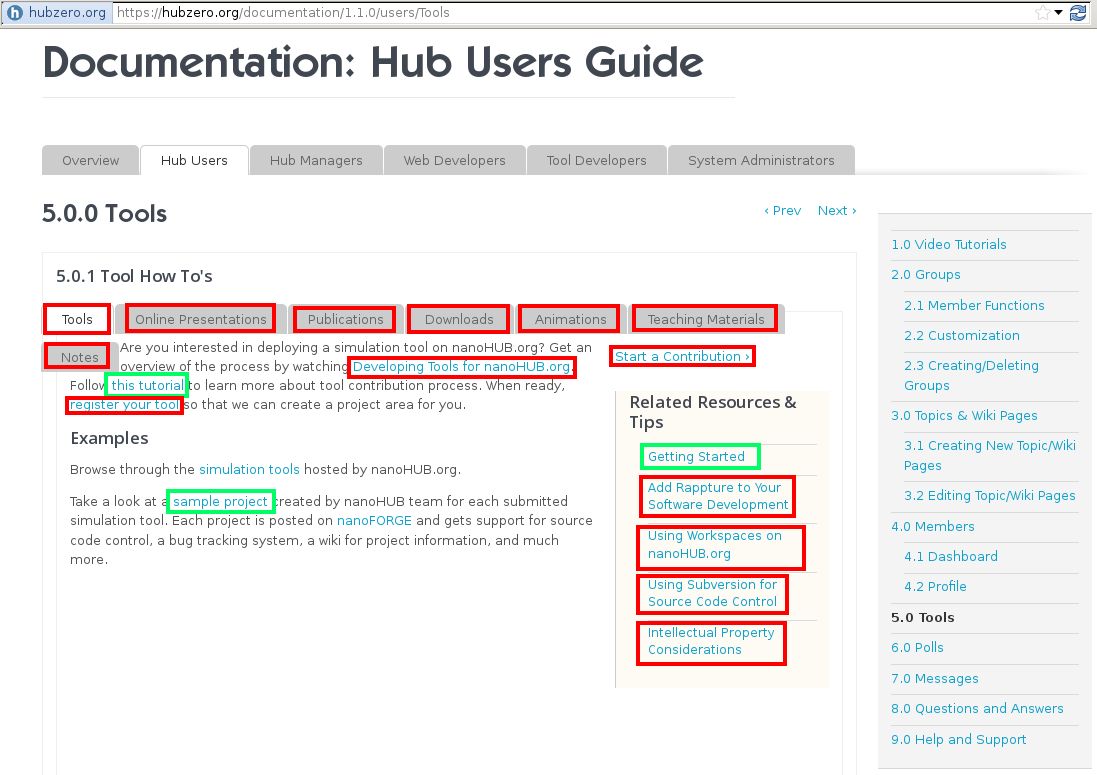 hubzero.org https://hubzero.org/documentation/1.1.0/users/Tools
Documentation: Hub Users Guide
Overview Hub Users Hub Managers Web Developers Tool Developers System Administrators
5.0.0 Tools
‹ Prev Next ›
5.0.1 Tool How To's
Tools Online Presentations Publications Downloads Animations Teaching Materials
Notes
Are you interested in deploying a simulation tool on nanoHUB.org? Get an
overview of the process by watching Developing Tools for nanoHUB.org.
Follow this tutorial to learn more about tool contribution process. When ready,
register your tool so that we can create a project area for you.
Examples
Browse through the simulation tools hosted by nanoHUB.org.
Take a look at a sample project created by nanoHUB team for each submitted
simulation tool. Each project is posted on nanoFORGE and gets support for source
code control, a bug tracking system, a wiki for project information, and much
more.
Start a Contribution ›
Related Resources &
Tips
Getting Started
Add Rappture to Your
Software Development
Using Workspaces on
nanoHUB.org
Using Subversion for
Source Code Control
Intellectual Property
Considerations
1.0 Video Tutorials
2.0 Groups
2.1 Member Functions
2.2 Customization
2.3 Creating/Deleting
Groups
3.0 Topics & Wiki Pages
3.1 Creating New Topic/Wiki
Pages
3.2 Editing Topic/Wiki Pages
4.0 Members
4.1 Dashboard
4.2 Profile
5.0 Tools
6.0 Polls
7.0 Messages
8.0 Questions and Answers
9.0 Help and Support